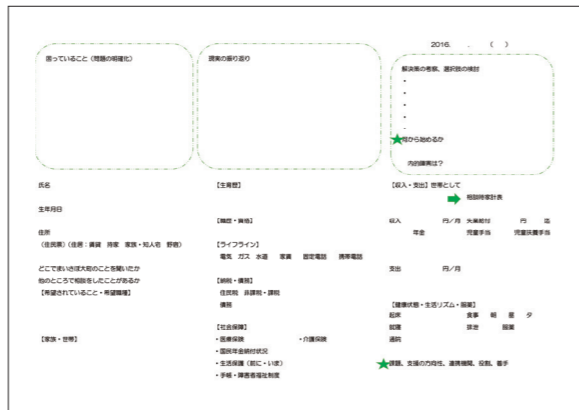 2016.　.　(　)
困っていること（問題の明確化）
現実の振り返り
解決策の考察、選択肢の検討
・
・
・
・
・
★何から始めるか
内的障害は？
氏名
生年月日
住所
（住民票）（住居：賃貸　持家　家族・知人宅　野宿）
どこでまいさぽ大町のことを聞いたか
他のところで相談をしたことがあるか
【希望されていること・希望職種】
【家族・世帯】
【生育歴】
【職歴・資格】
【ライフライン】
電気　ガス　水道　家賃　固定電話　携帯電話
【納税・債務】
住民税　非課税・課税
債務
【社会保障】
・医療保険　・介護保険
・国民年金納付状況
・生活保護（前に・いま）
・手帳・障害者福祉制度
【収入・支出】世帯として
相談時家計表
収入　円／月　失業給付　円　迄
年金　児童手当　児童扶養手当
支出　円／月
【健康状態・生活リズム・服薬】
起床　食事　朝　昼　夕
就寝　排泄　服薬
通院
★課題、支援の方向性、連携機関、役割、着手